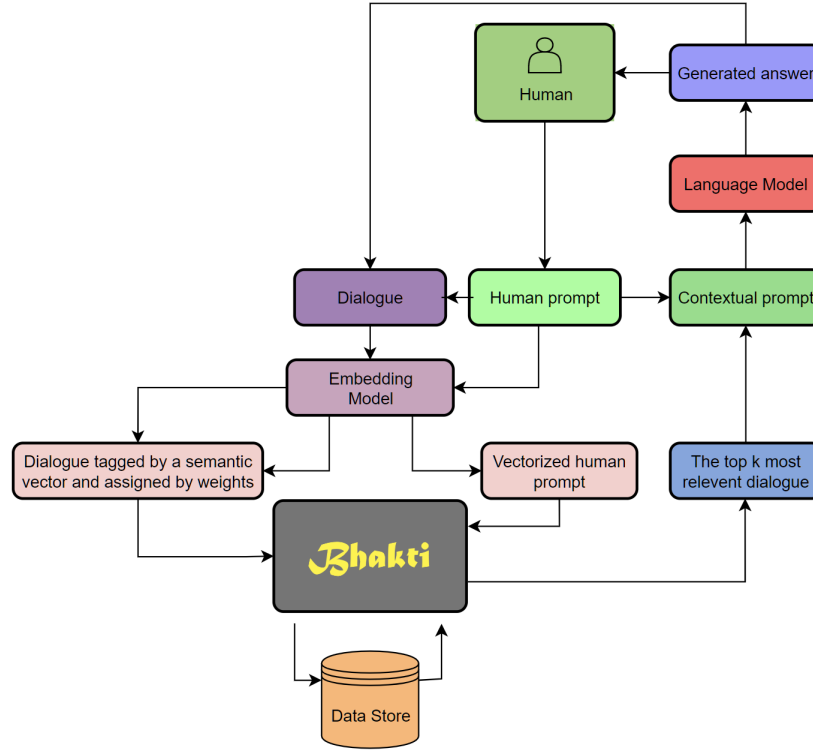 Generated answer
Human
Language Model
Dialogue
Human prompt
Contextual prompt
Embedding
Model
Dialogue tagged by a semantic
vector and assigned by weights
Vectorized human
prompt
The top k most
relevent dialogue
Bhakti
Data Store